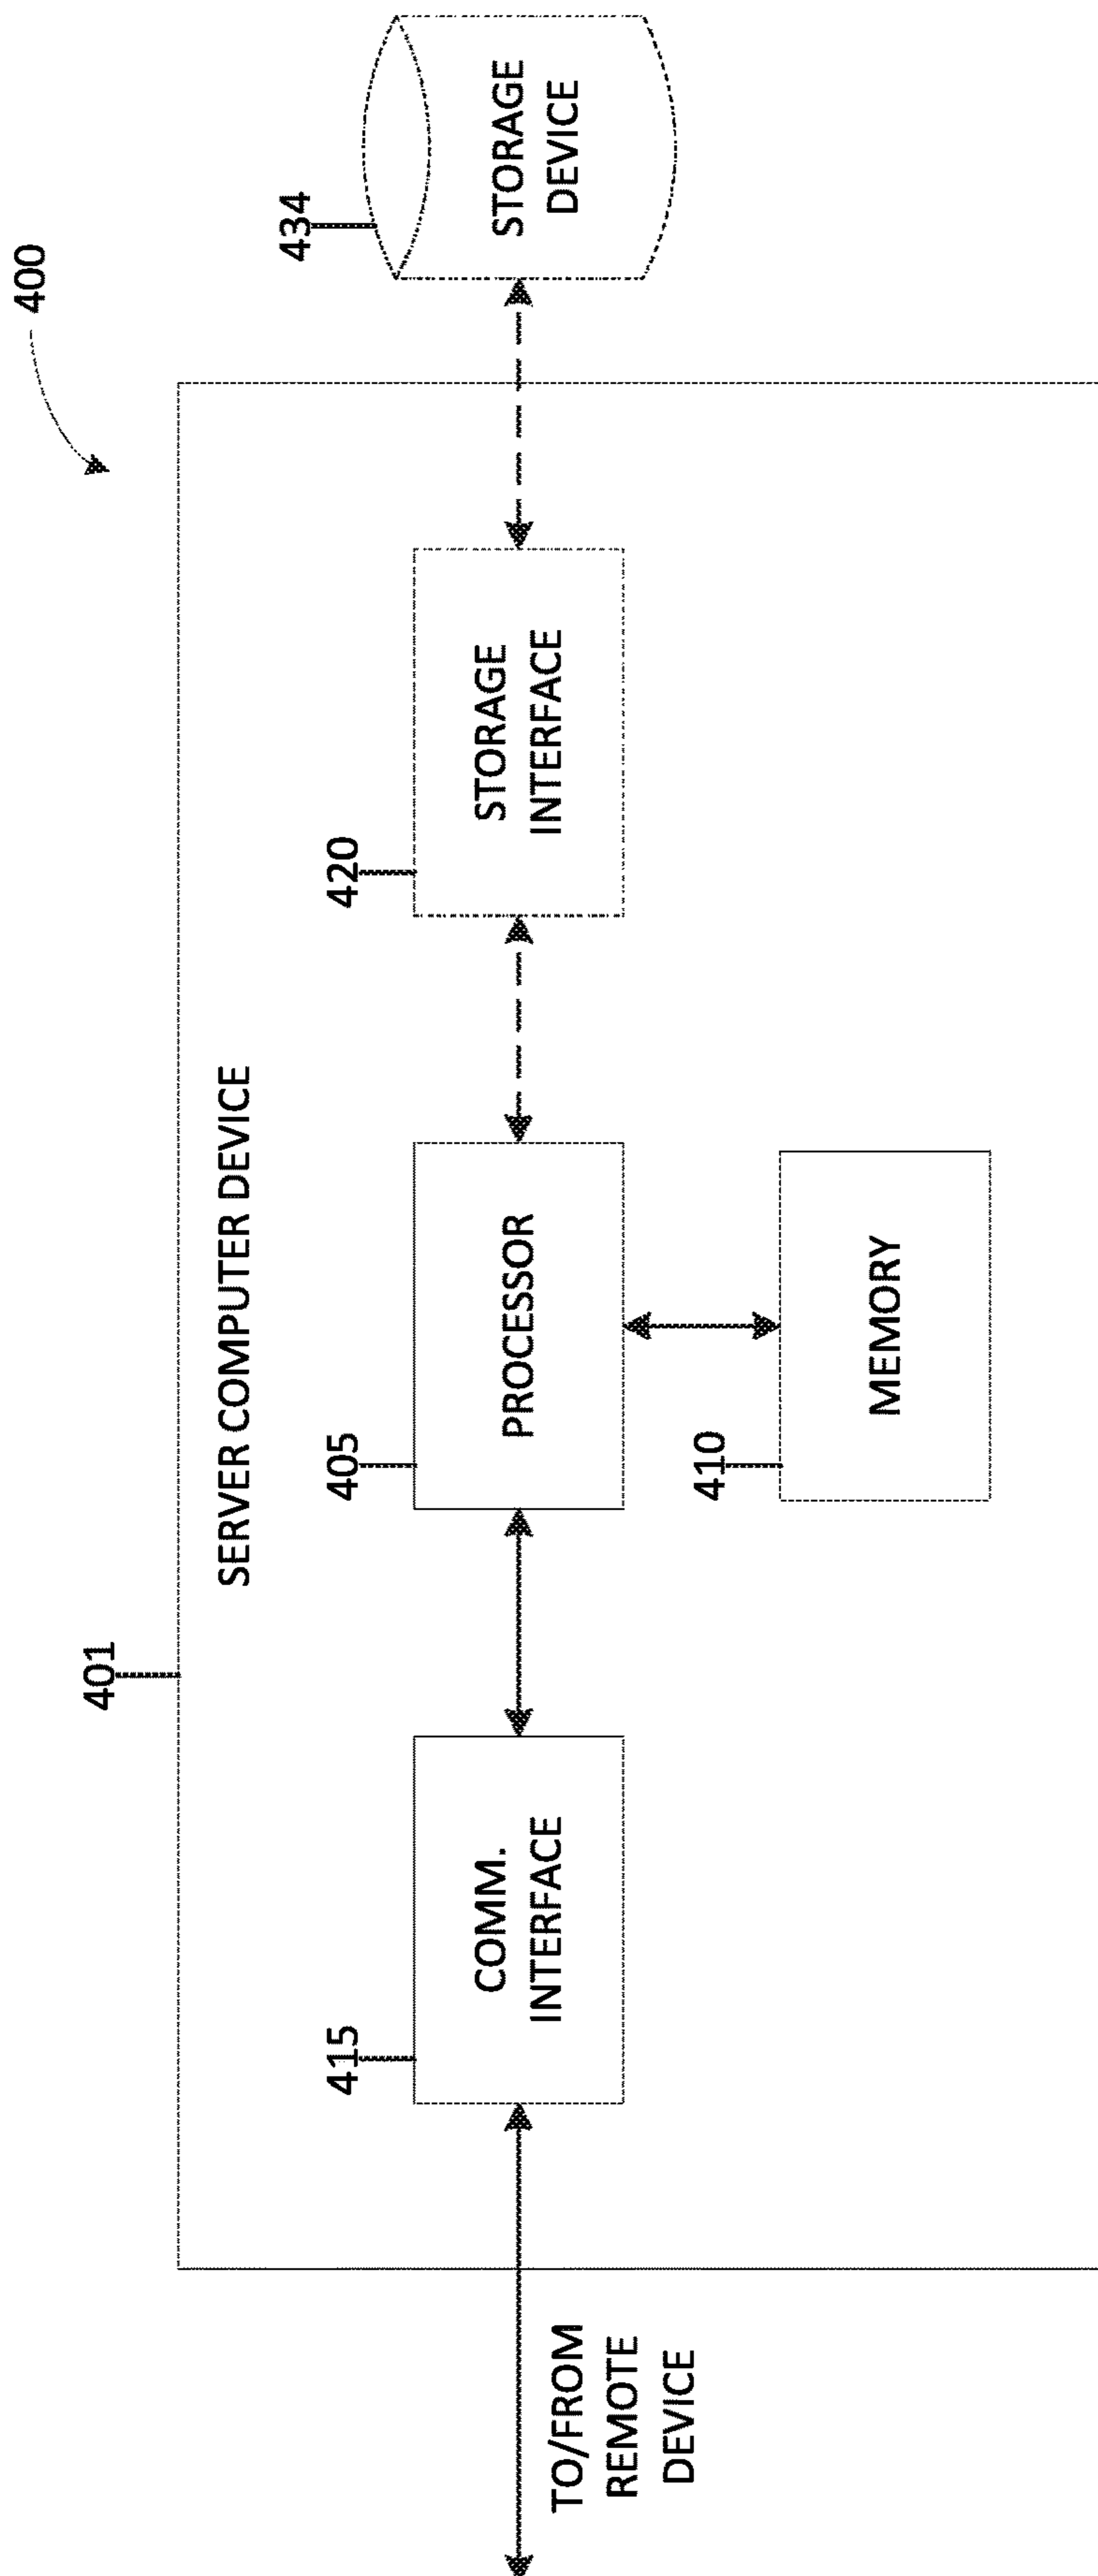 400
401
SERVER COMPUTER DEVICE
434
STORAGE
DEVICE
415
COMM.
INTERFACE
405
PROCESSOR
420
STORAGE
INTERFACE
TO/FROM
REMOTE
DEVICE
410
MEMORY